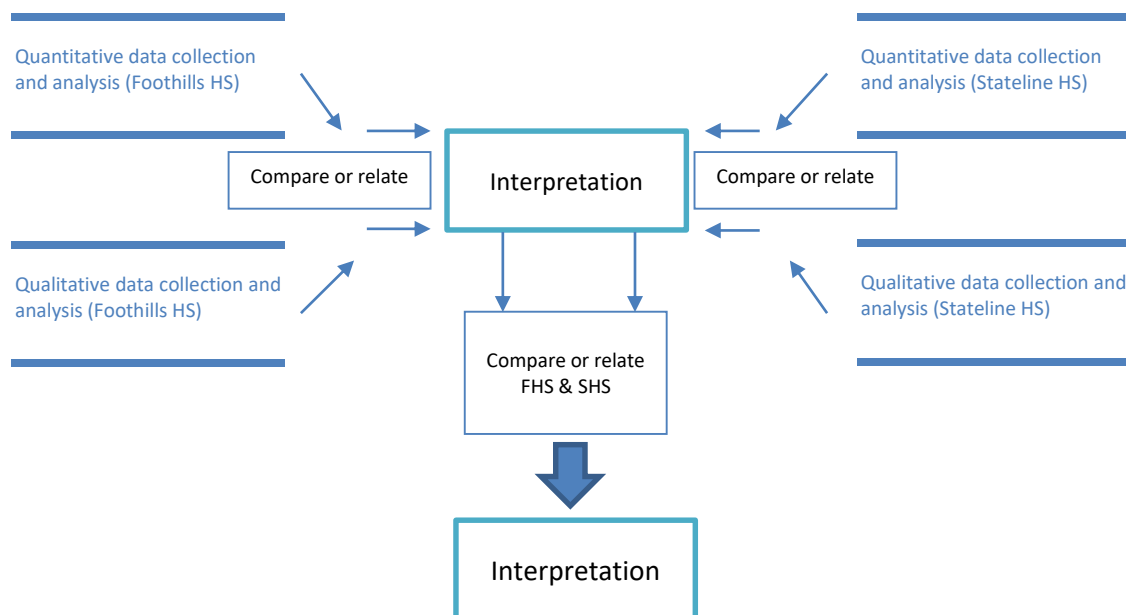 Quantitative data collection
and analysis (Foothills HS)
Quantitative data collection
and analysis (Stateline HS)
Compare or relate
Interpretation
Compare or relate
Qualitative data collection and
analysis (Foothills HS)
Qualitative data collection and
analysis (Stateline HS)
Compare or relate
FHS & SHS
Interpretation